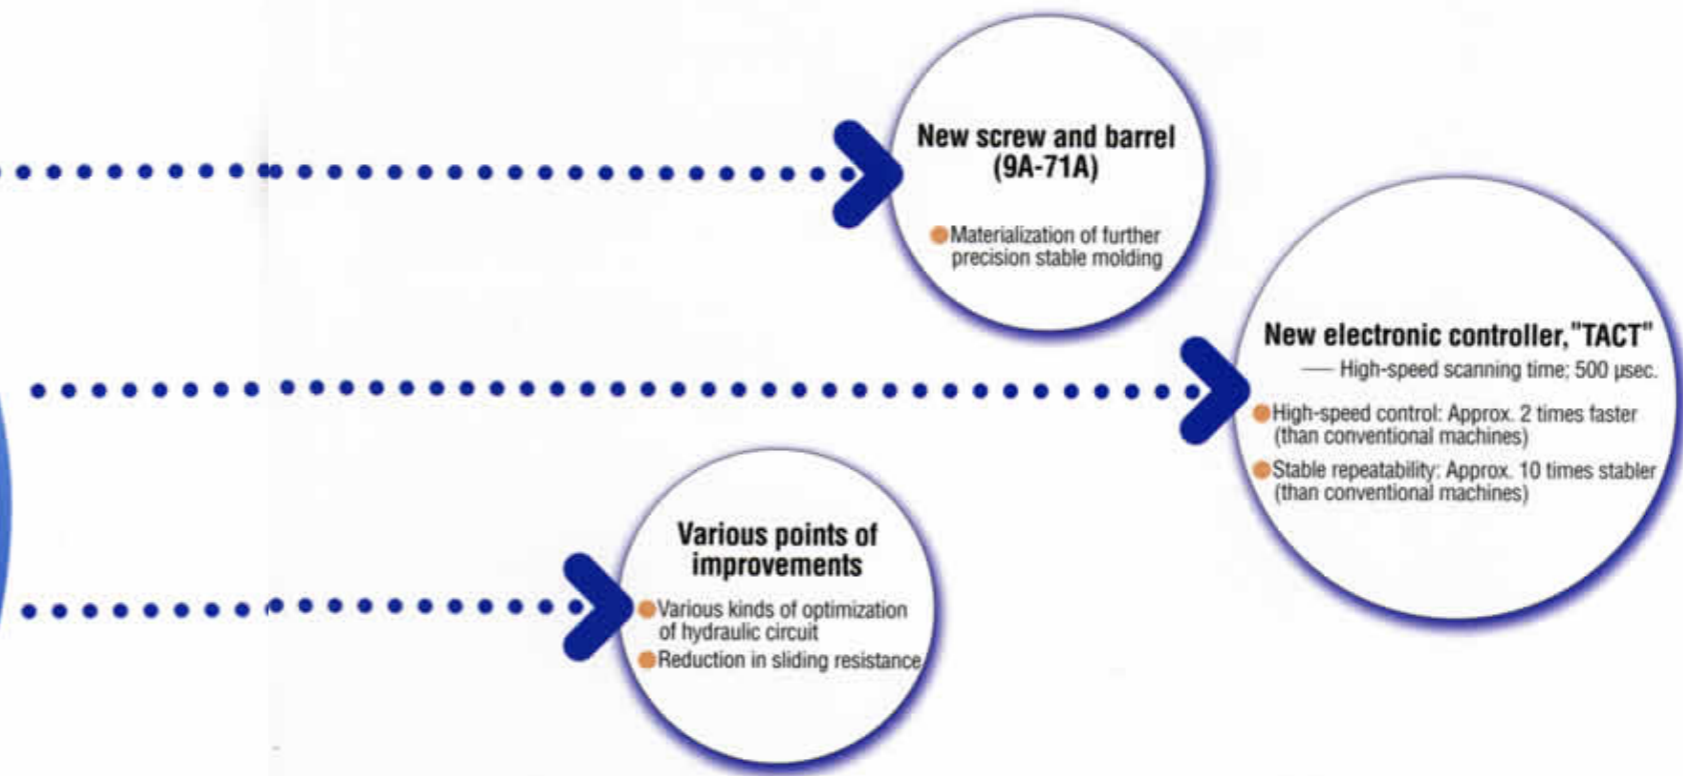 New screw and barrel
(9A-71A)
Materialization of further
precision stable molding
New electronic controller,"TACT"
— High-speed scanning time; 500 µsec.
High-speed control: Approx. 2 times faster
(than conventional machines)
Stable repeatability: Approx. 10 times stabler
(than conventional machines)
Various points of
improvements
Various kinds of optimization
of hydraulic circuit
Reduction in sliding resistance